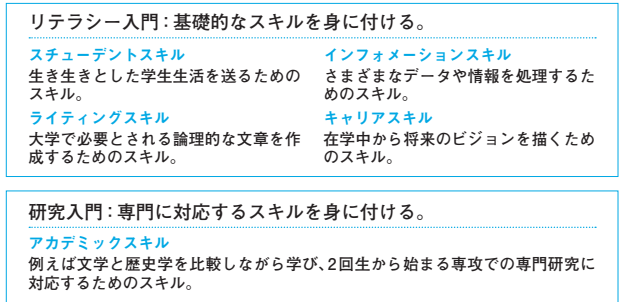 リテラシー入門：基礎的なスキルを身に付ける。
スチューデントスキル
生き生きとした学生生活を送るための
スキル。
インフォメーションスキル
さまざまなデータや情報を処理するた
めのスキル。
ライティングスキル
大学で必要とされる論理的な文章を作
成するためのスキル。
キャリアスキル
在学中から将来のビジョンを描くため
のスキル。
研究入門：専門に対応するスキルを身に付ける。
アカデミックスキル
例えば文学と歴史学を比較しながら学び、2回生から始まる専攻での専門研究に
対応するためのスキル。